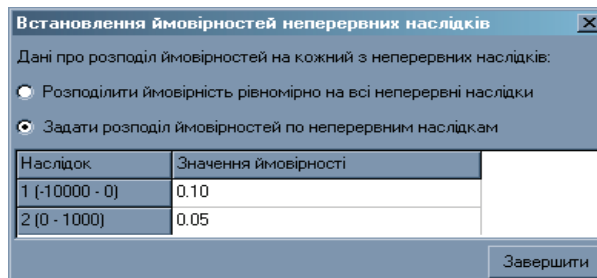 Встановлення ймовірностей неперервних наслідків
Дані про розподіл ймовірностей на кожний з неперервних наслідків:
Розподілити ймовірність рівномірно на всі неперервні наслідки
Задати розподіл ймовірностей по неперервним наслідкам
Наслідок Значення ймовірності
1 (-10000 - 0) 0.10
2 (0 - 1000) 0.05
Завершити